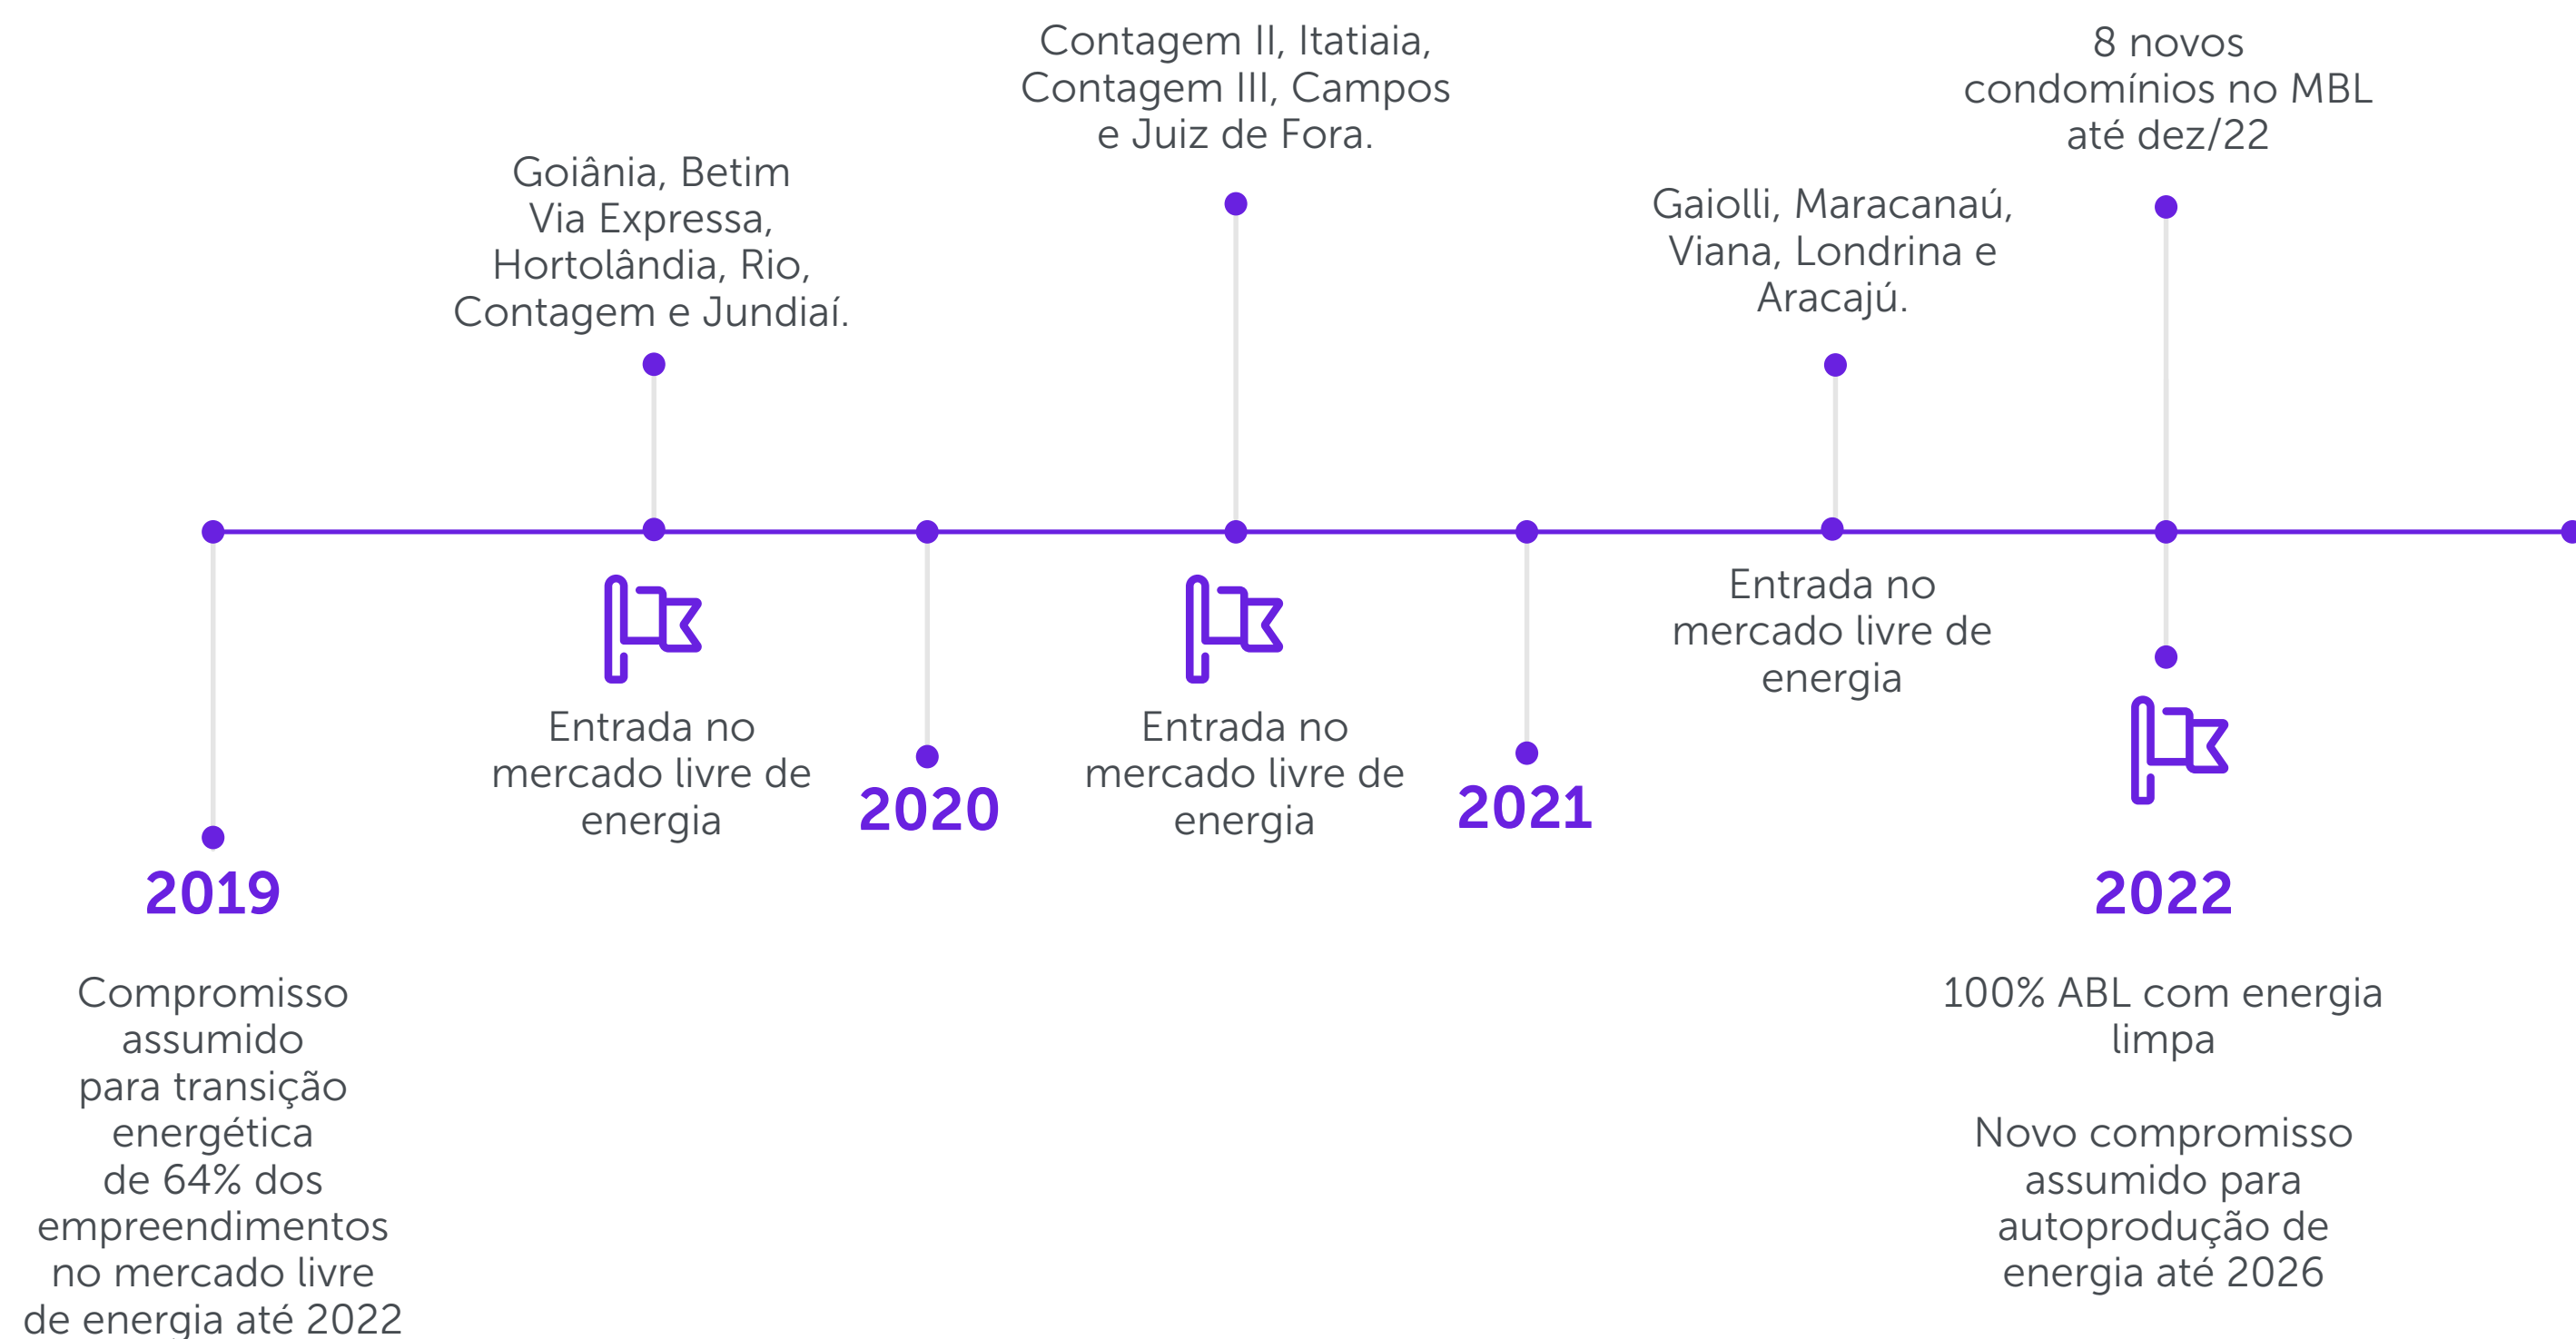 Contagem II, Itatiaia,
Contagem III, Campos
e Juiz de Fora.
8 novos
condomínios no MBL
até dez/22
Goiânia, Betim
Via Expressa,
Hortolândia, Rio,
Contagem e Jundiaí.
Gaiolli, Maracanaú,
Viana, Londrina e
Aracajú.
Entrada no
mercado livre de
energia
Entrada no
mercado livre de
energia
Entrada no
mercado livre de
energia
2020
2021
2019
2022
Compromisso
assumido
para transição
energética
de 64% dos
empreendimentos
no mercado livre
de energia até 2022
100% ABL com energia
limpa
Novo compromisso
assumido para
autoprodução de
energia até 2026